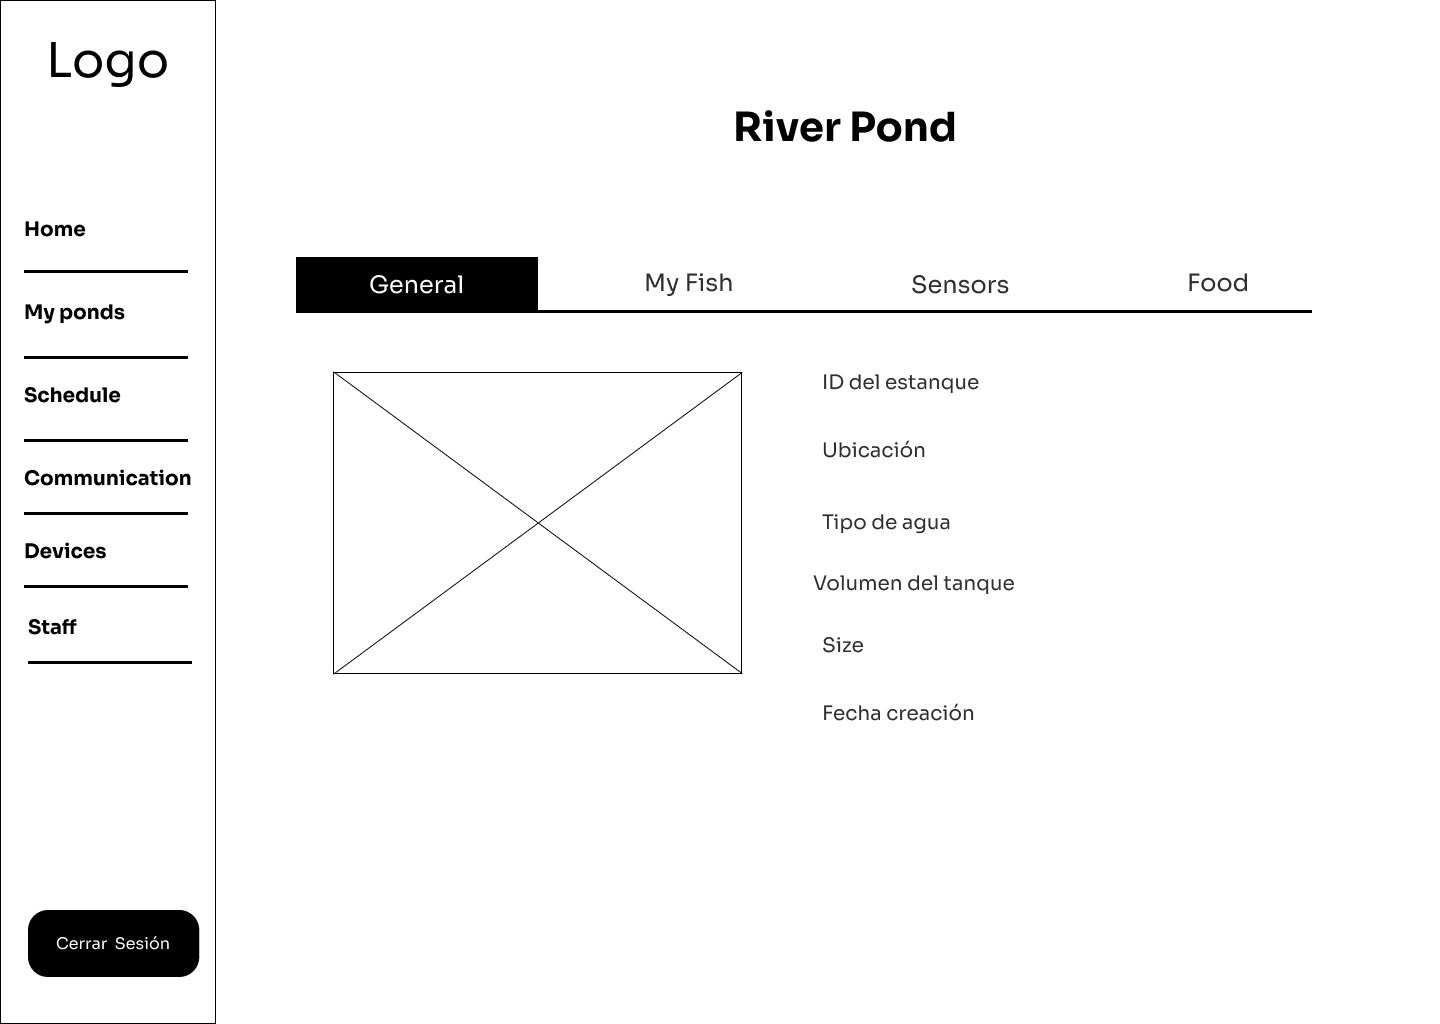 Logo
Home
My ponds
Schedule
Communication
Devices
Staff
Cerrar Sesión
River Pond
General
My Fish
Sensors
Food
ID del estanque
Ubicación
Tipo de agua
Volumen del tanque
Size
Fecha creación